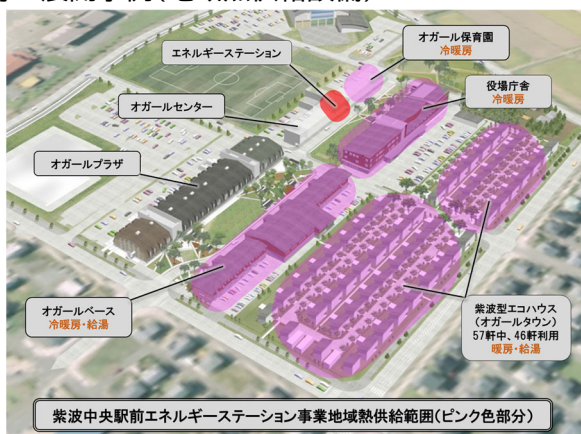 エネルギーステーション
オガール保育園
冷暖房
役場庁舎
冷暖房
オガールセンター
オガールプラザ
オガールベース
冷暖房・給湯
紫波型エコハウス
(オガールタウン)
57軒中、46軒利用
暖房・給湯
紫波中央駅前エネルギーステーション事業地域熱供給範囲(ピンク色部分)